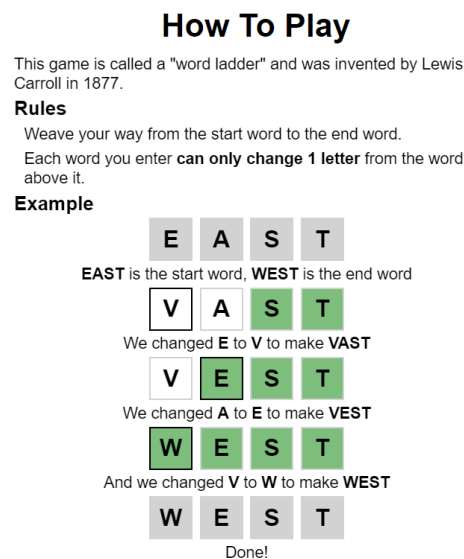 How To Play
This game is called a "word ladder" and was invented by Lewis
Carroll in 1877.
Rules
Weave your way from the start word to the end word.
Each word you enter can only change 1 letter from the word
above it.
Example
E A S T
EAST is the start word, WEST is the end word
V A S T
We changed E to V to make VAST
V E S T
We changed A to E to make VEST
W E S T
And we changed V to W to make WEST
W E S T
Done!